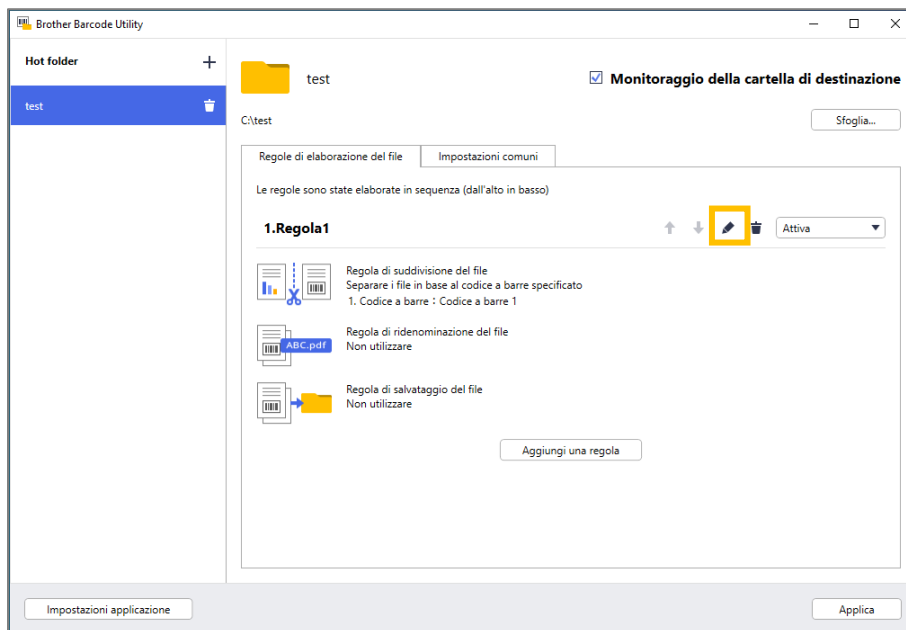 Brother Barcode Utility
Hot folder
test
test
Monitoraggio della cartella di destinazione
C:\test
Sfoglia...
Regole di elaborazione del file
Impostazioni comuni
Le regole sono state elaborate in sequenza (dall'alto in basso)
1.Regola1
Attiva
Regola di suddivisione del file
Separare i file in base al codice a barre specificato
1. Codice a barre : Codice a barre 1
Regola di ridenominazione del file
ABC.pdf
Non utilizzare
Regola di salvataggio del file
Non utilizzare
Aggiungi una regola
Impostazioni applicazione
Applica